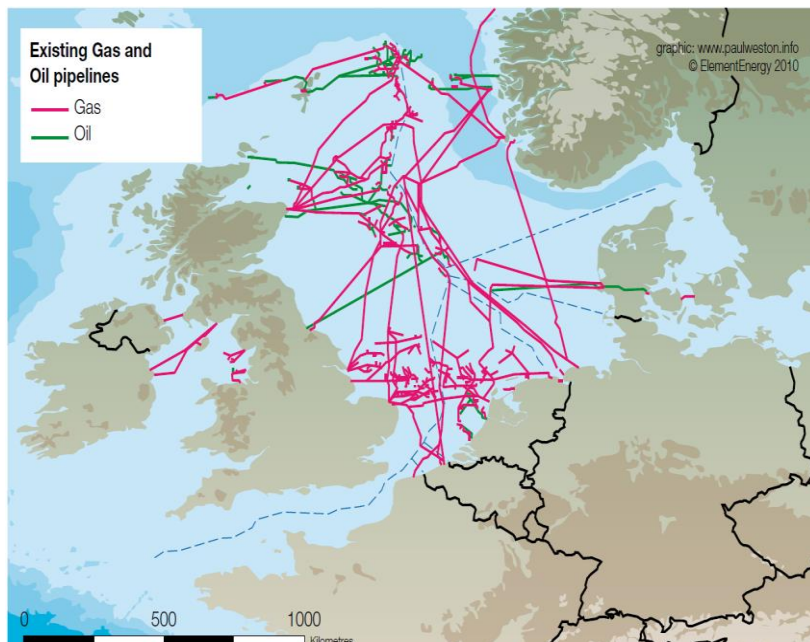 Existing Gas and
Oil pipelines
Gas
Oil
graphic: www.paulweston.info
© ElementEnergy 2010
0 500 1000
Kilometres